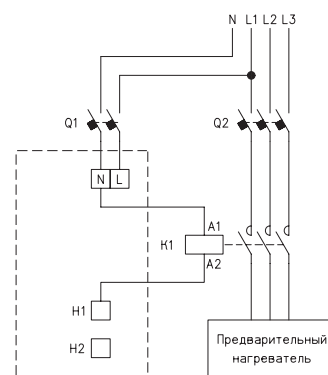 N L1 L2 L3
Q1
Q2
N L
A1
K1
A2
H1
H2
Предварительный
нагреватель